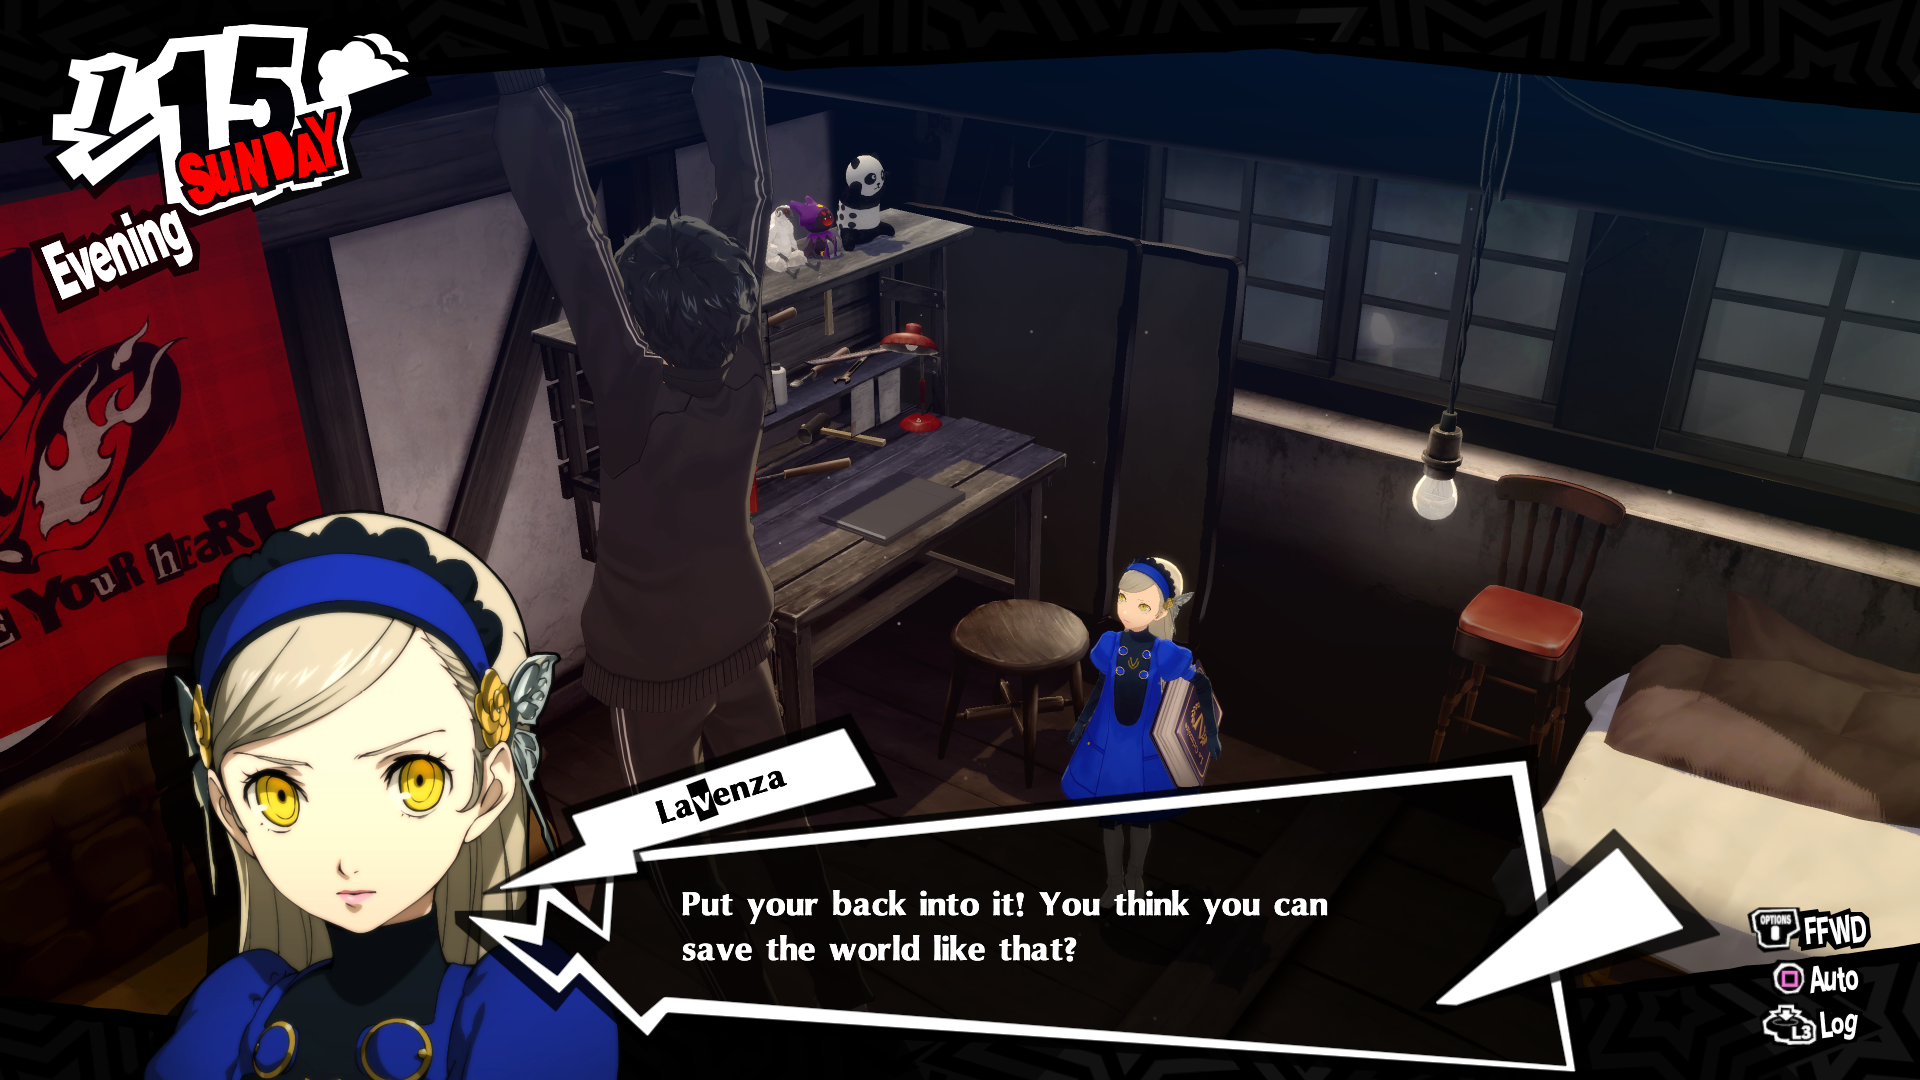 1 15
SUNDAY
Evening
E YOUR HEART
Lavenza
Put your back into it! You think you can
save the world like that?
OPTIONS FFWD
Auto
L3 Log